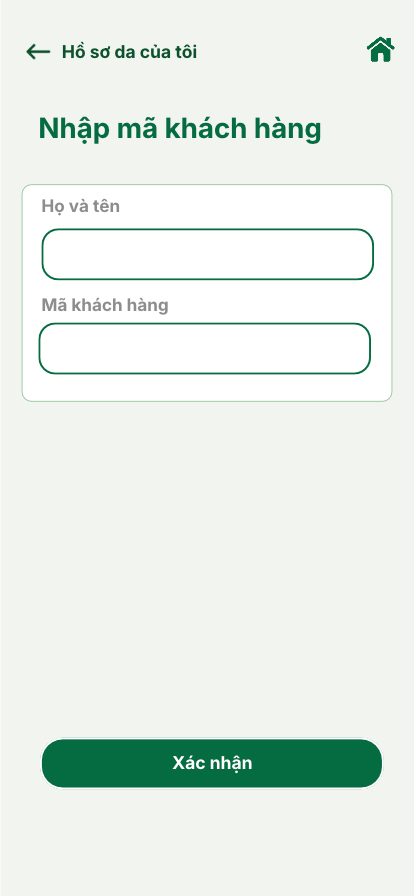 Hồ sơ da của tôi
Nhập mã khách hàng
Họ và tên
Mã khách hàng
Xác nhận